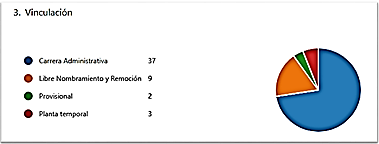 3. Vinculación
Carrera Administrativa 37
Libre Nombramiento y Remoción 9
Provisional 2
Planta temporal 3